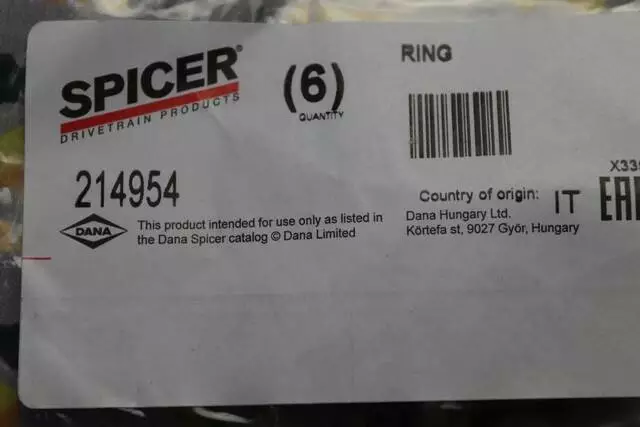 SPICER®
DRIVETRAIN PRODUCTS
(6)
QUANTITY
RING
214954
DANA
This product intended for use only as listed in
the Dana Spicer catalog © Dana Limited
Country of origin: IT
Dana Hungary Ltd.
Körtefa st, 9027 Győr, Hungary